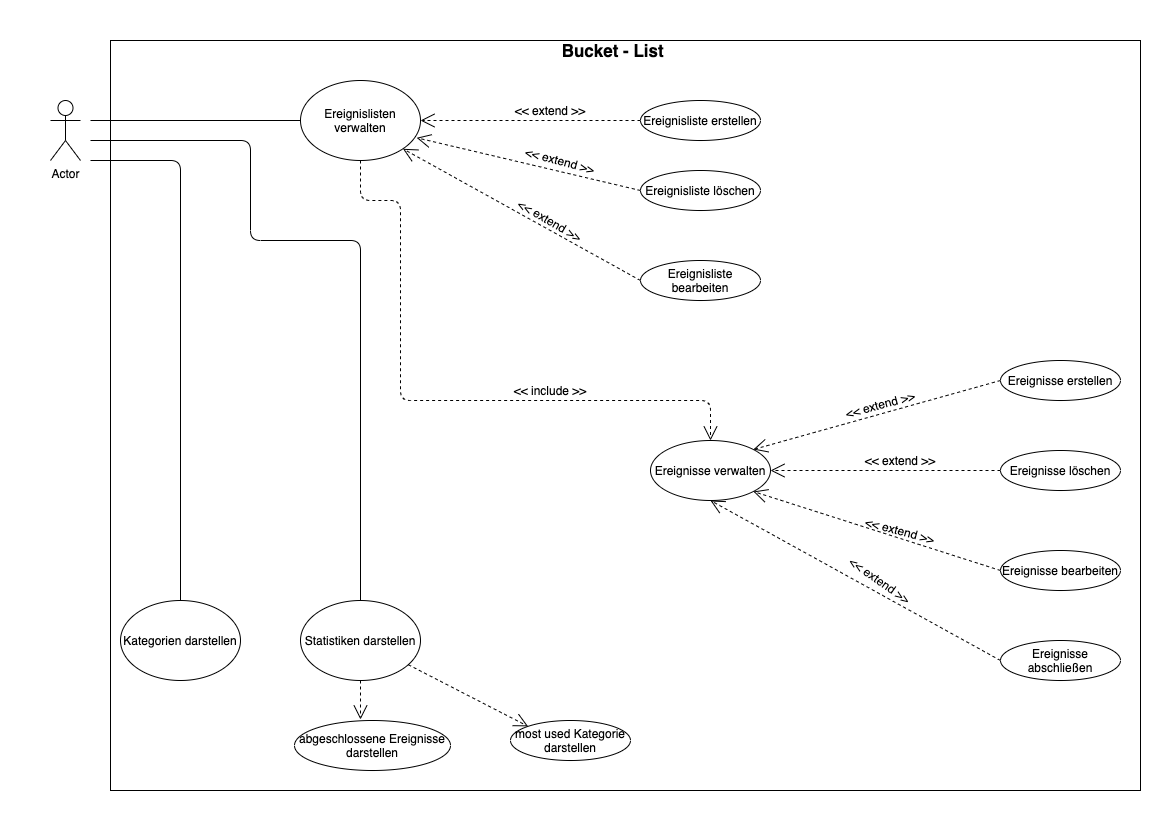 Bucket - List
Actor
Ereignislisten
verwalten
<< extend >>
Ereignisliste erstellen
<< extend >>
Ereignisliste löschen
<< extend >>
Ereignisliste
bearbeiten
<< include >>
Ereignisse verwalten
<< extend >>
Ereignisse erstellen
<< extend >>
Ereignisse löschen
<< extend >>
Ereignisse bearbeiten
<< extend >>
Ereignisse
abschließen
Kategorien darstellen
Statistiken darstellen
abgeschlossene Ereignisse
darstellen
most used Kategorie
darstellen